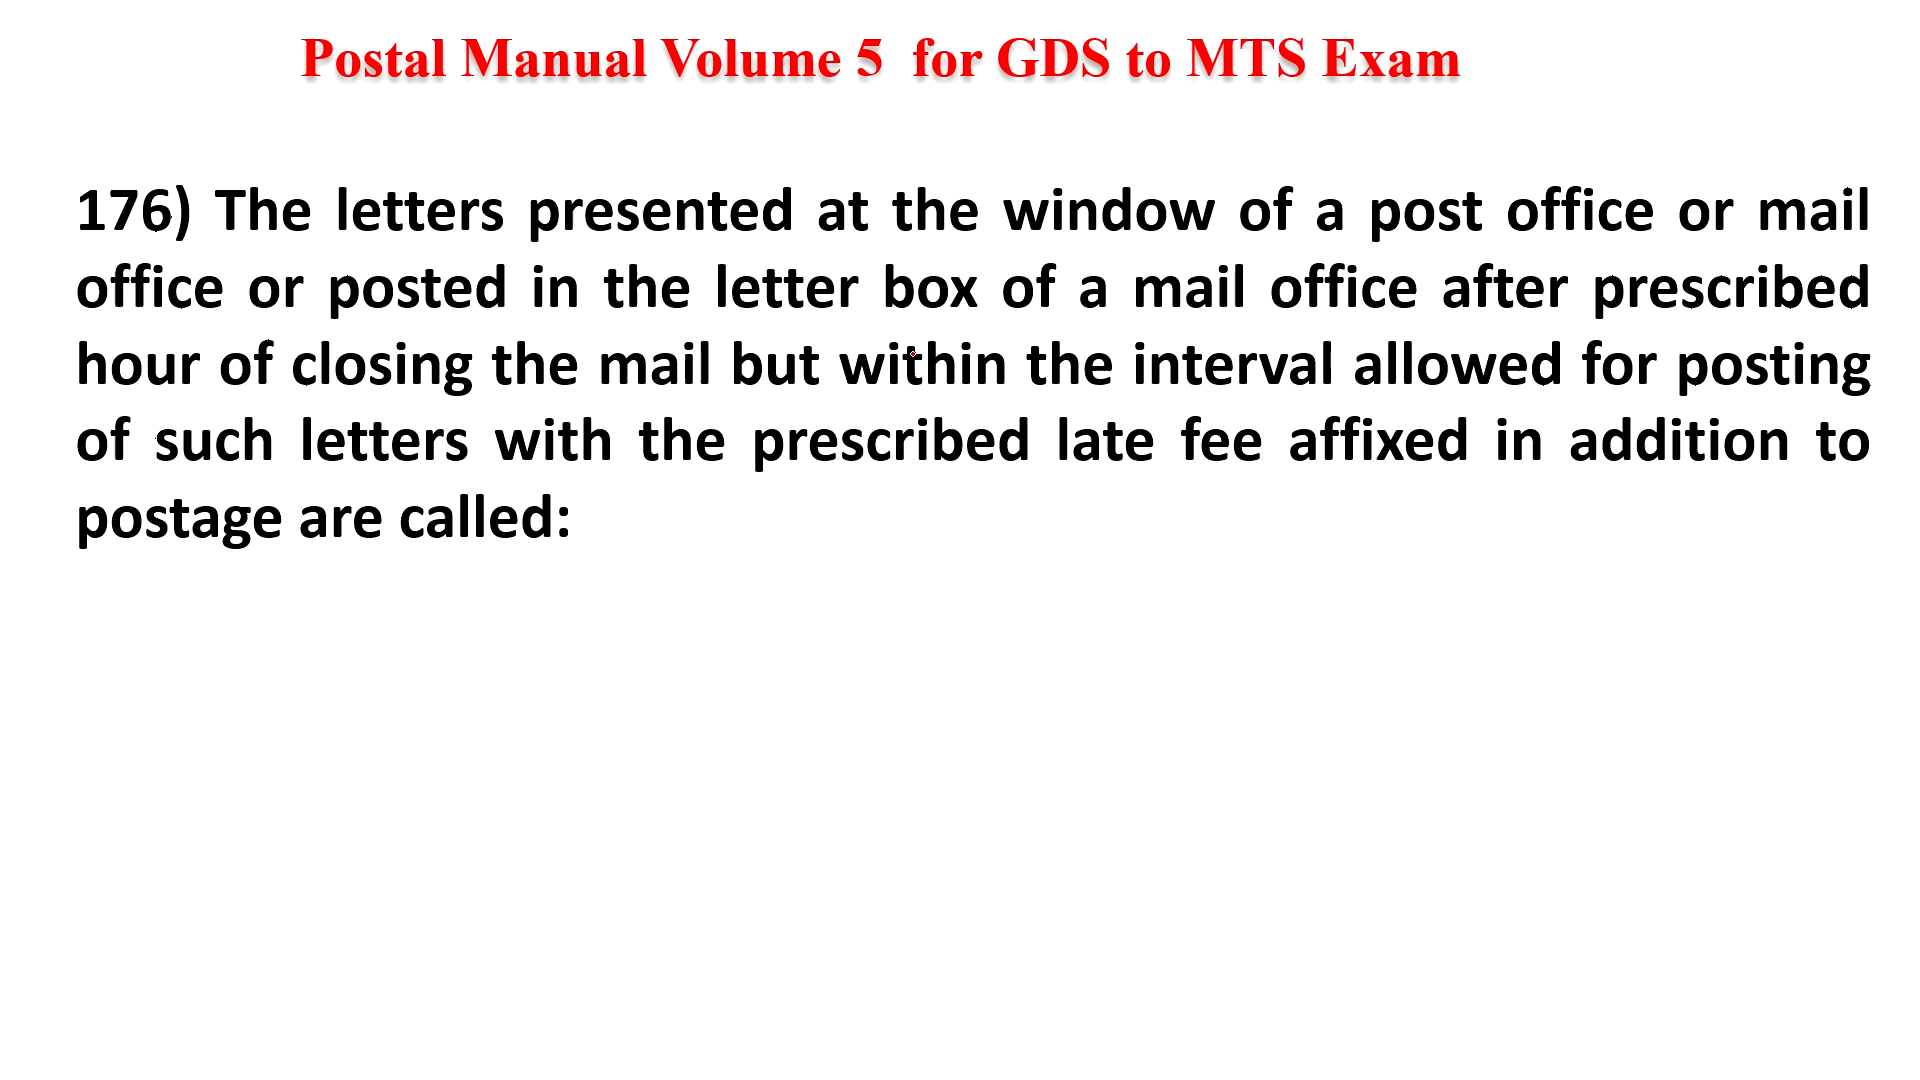 Postal Manual Volume 5 for GDS to MTS Exam
176) The letters presented at the window of a post office or mail
office or posted in the letter box of a mail office after prescribed
hour of closing the mail but within the interval allowed for posting
of such letters with the prescribed late fee affixed in addition to
postage are called: